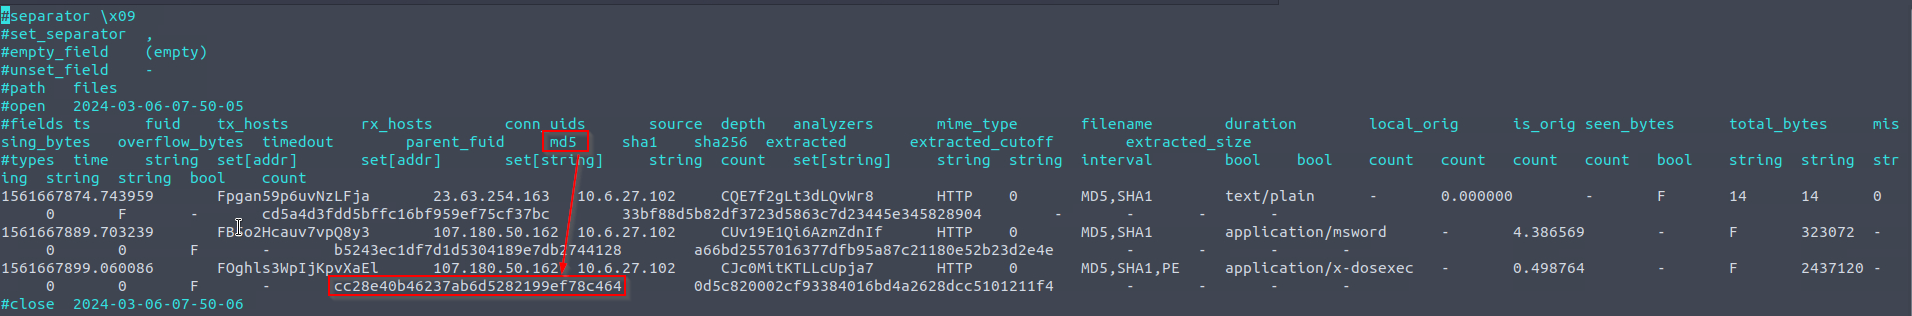 #separator \x09
#set_separator ,
#empty_field (empty)
#unset_field -
#path files
#open 2024-03-06-07-50-05
#fields ts fuid tx_hosts rx_hosts conn_uids source depth analyzers mime_type filename duration local_orig is_orig seen_bytes total_bytes mis
sing_bytes overflow_bytes timedout parent_fuid md5 sha1 sha256 extracted extracted_cutoff extracted_size
#types time string set[addr] set[addr] set[string] string count set[string] string string interval bool bool count count count count bool string string str
ing string string bool count
1561667874.743959 Fpgan59p6uvNzLFja 23.63.254.163 10.6.27.102 CQE7f2gLt3dLQvWr8 HTTP 0 MD5,SHA1 text/plain - 0.000000 - F 14 14 0
0 F - cd5a4d3fdd5bffc16bf959ef75cf37bc 33bf88d5b82df3723d5863c7d23445e345828904 - - - -
1561667889.703239 107.180.50.162 10.6.27.102 CUv19E1Qi6AzmZdnIf HTTP 0 MD5,SHA1 application/msword - 4.386569 - F 323072 -
0 0 F - a66bd2557016377dfb95a87c21180e52b23d2e4e - - - -
1561667899.060086 FOghls3WpIjKpvXaEl 107.180.50.162 10.6.27.102 CJc0MitKTLLcUpja7 HTTP 0 MD5,SHA1,PE application/x-dosexec - 0.498764 - F 2437120 -
0 0 F - cc28e40b46237ab6d5282199ef78c464 0d5c820002cf93384016bd4a2628dcc5101211f4 - - - -
#close 2024-03-06-07-50-06